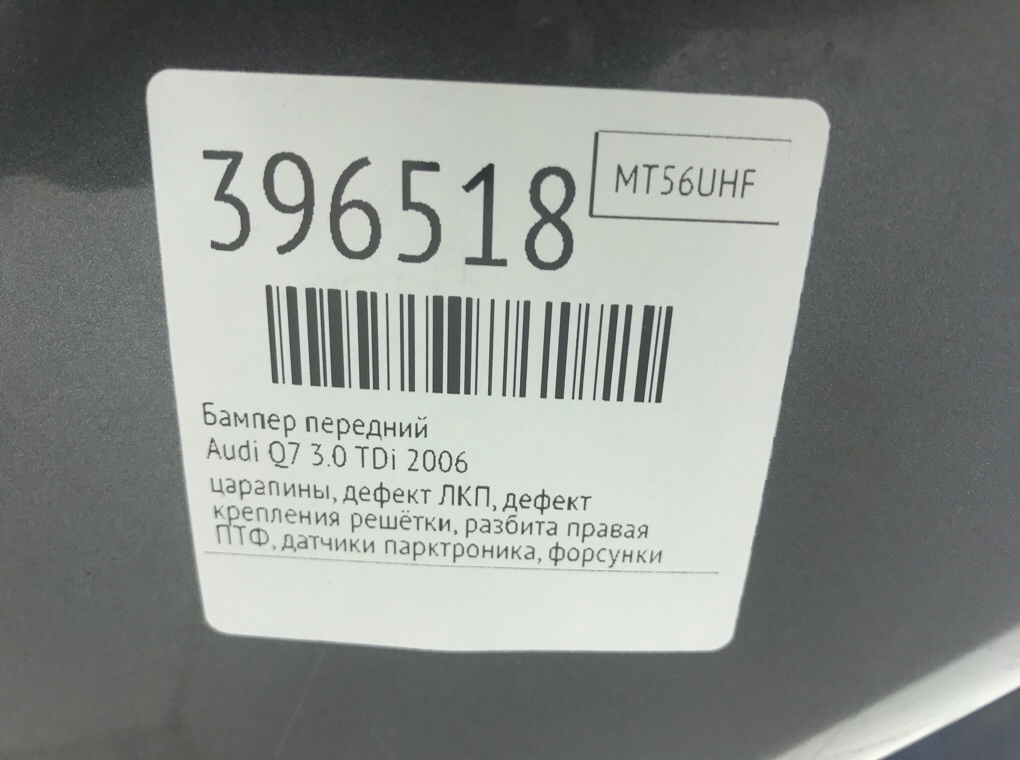 396518
MT56UHF
Бампер передний
Audi Q7 3.0 TDi 2006
царапины, дефект ЛКП, дефект
крепления решётки, разбита правая
ПТФ, датчики парктроника, форсунки